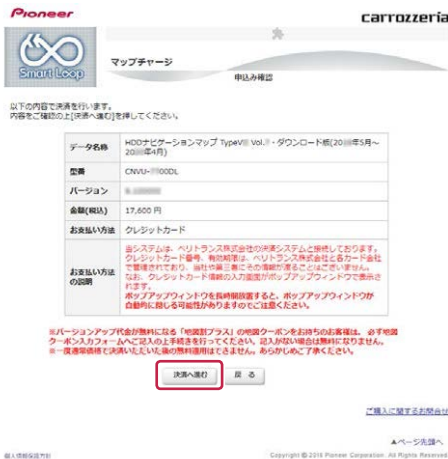 Pioneer
carrozzeria
Smart Loop
マップチャージ
申込み確認
以下の内容で決済を行います。
内容をご確認の上[決済へ進む]を押してください。
データ名称
HDDナビゲーションマップ TypeV Vol. ・ダウンロード版(20 年5月～
20 年4月)
型番
CNVU- 00DL
バージョン
金額(税込)
17,600 円
お支払い方法
クレジットカード
お支払い方法
の説明
当システムは、ベリトランス株式会社の決済システムと接続しております。
クレジットカード番号、有効期限は、ベリトランス株式会社と各カード会社
で管理されており、当社や第三者にその情報が渡ることはございません。
なお、クレジットカード情報の入力画面がポップアップウィンドウで表示さ
れます。
ポップアップウィンドウを長時間放置すると、ポップアップウィンドウが
自動的に閉じる可能性がありますのでご注意ください。
※バージョンアップ代金が無料になる「地図割プラス」の地図クーポンをお持ちのお客様は、必ず地図
クーポン入力フォームへご記入の上手続きを行ってください。記入がない場合は無料になりません。
※一度通常価格で決済いただいた後の無料適用はできません。あらかじめご了承ください。
決済へ進む
戻 る
ご購入に関するお問合せ
▲ページ先頭へ
個人情報保護方針
Copyright © 2016 Pioneer Corporation. All Rights Reserved